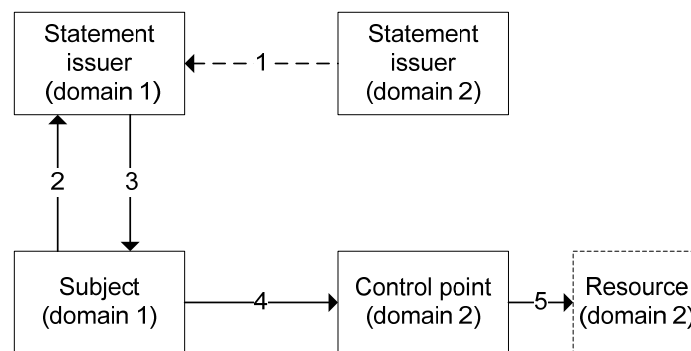 Statement
issuer
(domain 1)
1
Statement
issuer
(domain 2)
2
3
Subject
(domain 1)
4
Control point
(domain 2)
5
Resource
(domain 2)